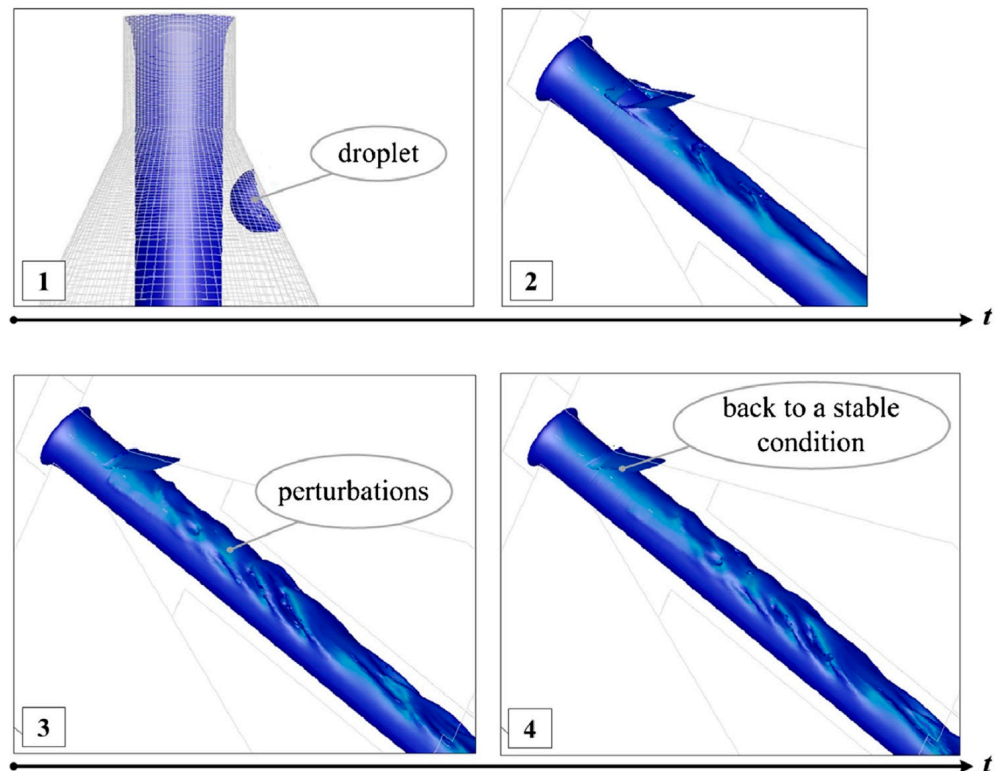 droplet
1
2
t
back to a stable
condition
perturbations
3
4
t